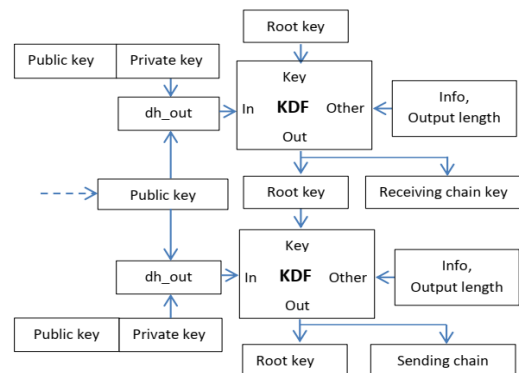 Root key
Public key Private key
Key
dh_out In KDF Other Info,
Output length
Out
Public key Root key Receiving chain key
Key
dh_out In KDF Other Info,
Output length
Out
Public key Private key
Root key Sending chain